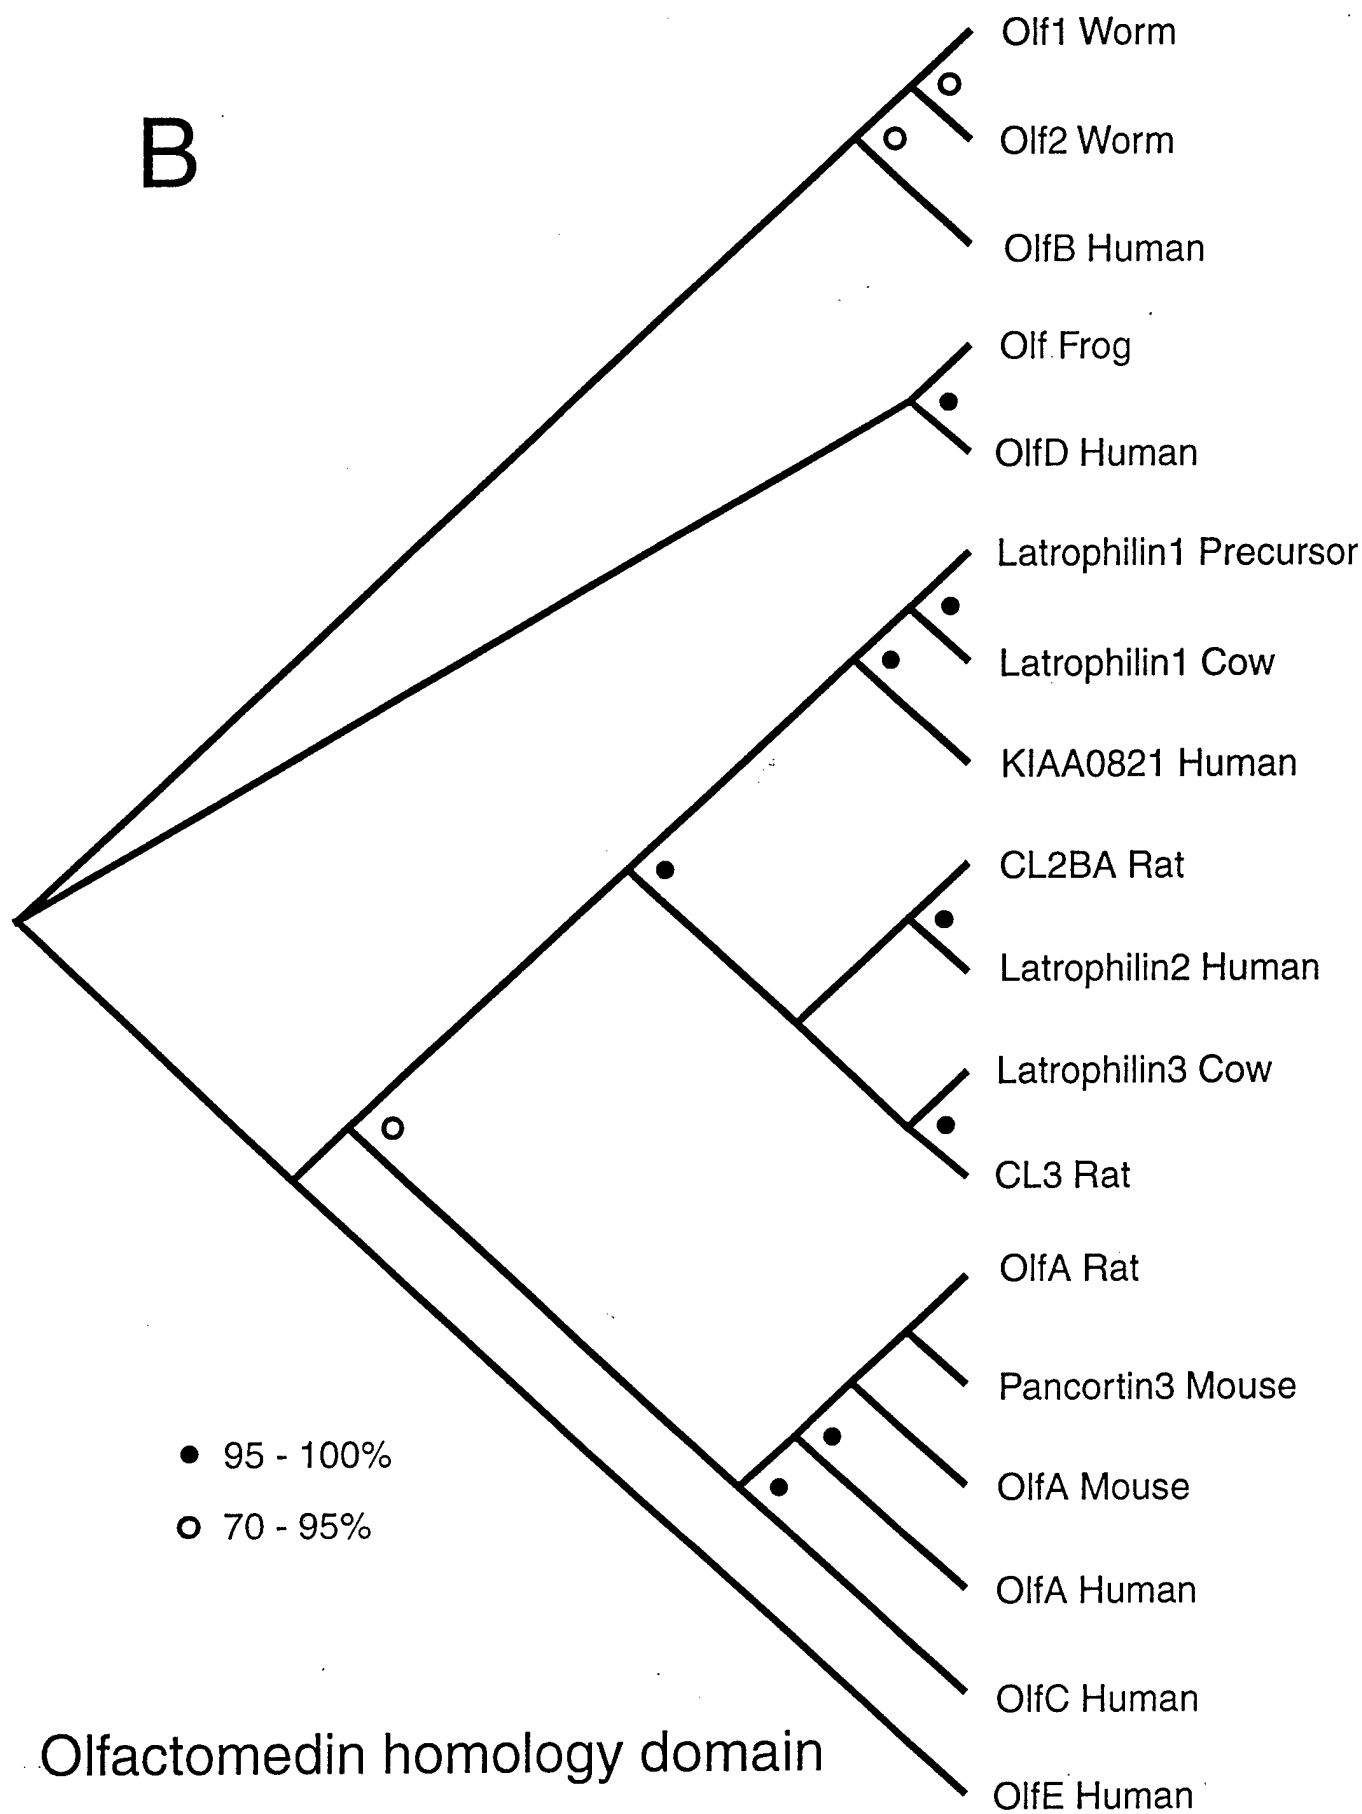 B
Olf1 Worm
Olf2 Worm
OlfB Human
Olf Frog
OlfD Human
Latrophilin1 Precursor
Latrophilin1 Cow
KIAA0821 Human
CL2BA Rat
Latrophilin2 Human
Latrophilin3 Cow
CL3 Rat
OlfA Rat
Pancortin3 Mouse
OlfA Mouse
OlfA Human
OlfC Human
OlfE Human
95 - 100%
70 - 95%
Olfactomedin homology domain